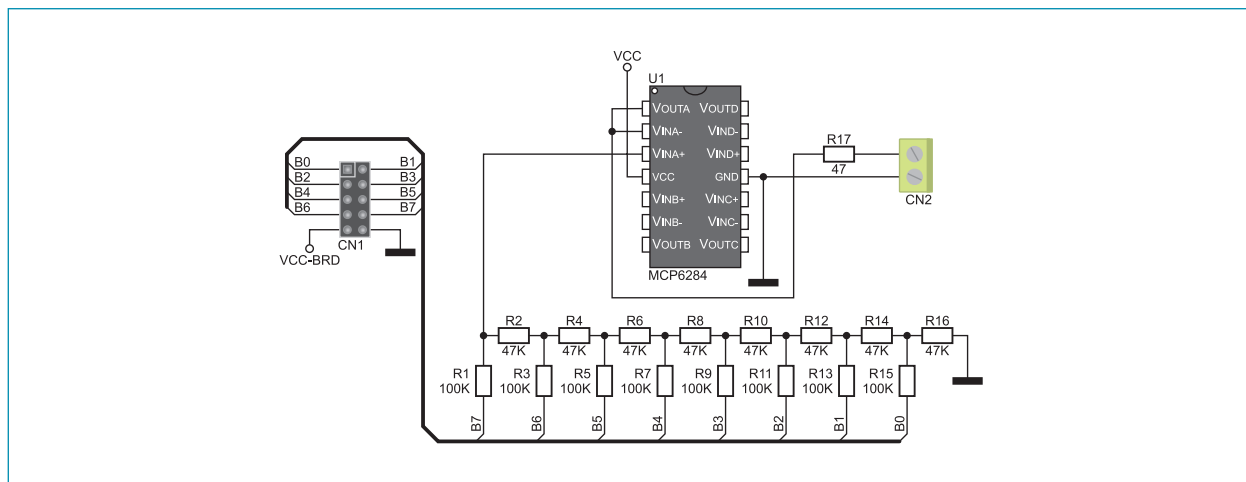 VCC
U1
VOUTA VOUTD
VINA- VIND-
VINA+ VIND+
VCC GND
VINB+ VINC+
VINB- VINC-
VOUTB VOUTC
MCP6284
R17
47
CN2
B0 B1
B2 B3
B4 B5
B6 B7
CN1
VCC-BRD
R2 R4 R6 R8 R10 R12 R14 R16
47K 47K 47K 47K 47K 47K 47K 47K
R1 R3 R5 R7 R9 R11 R13 R15
100K 100K 100K 100K 100K 100K 100K 100K
B7 B6 B5 B4 B3 B2 B1 B0